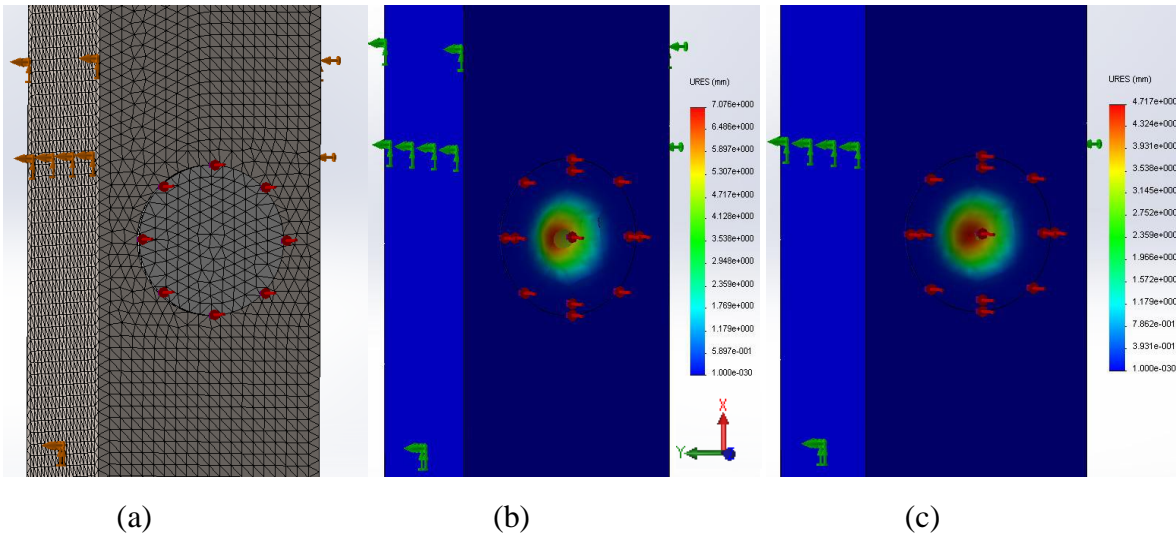 URES (mm)
7.076e+000
6.486e+000
5.897e+000
5.307e+000
4.717e+000
4.128e+000
3.538e+000
2.948e+000
2.359e+000
1.769e+000
1.179e+000
5.897e-001
1.000e-030
X
Y
URES (mm)
4.717e+000
4.324e+000
3.931e+000
3.538e+000
3.145e+000
2.752e+000
2.359e+000
1.966e+000
1.572e+000
1.179e+000
7.862e-001
3.931e-001
1.000e-030
(a)
(b)
(c)